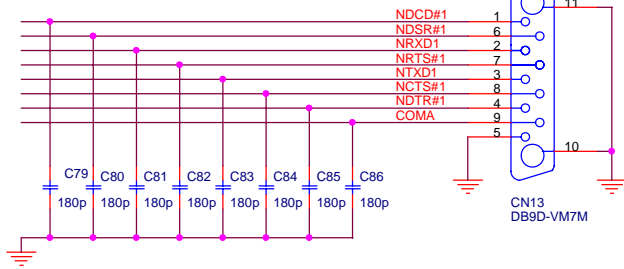 11
NDCD#1 1
NDSR#1 6
NRXD1 2
NRTS#1 7
NTXD1 3
NCTS#1 8
NDTR#1 4
COMA 9
5
10
C79 C80 C81 C82 C83 C84 C85 C86
180p 180p 180p 180p 180p 180p 180p 180p
CN13
DB9D-VM7M